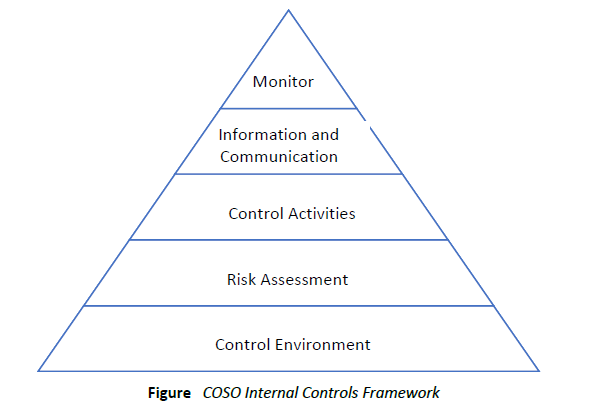 Monitor
Information and
Communication
Control Activities
Risk Assessment
Control Environment
Figure COSO Internal Controls Framework